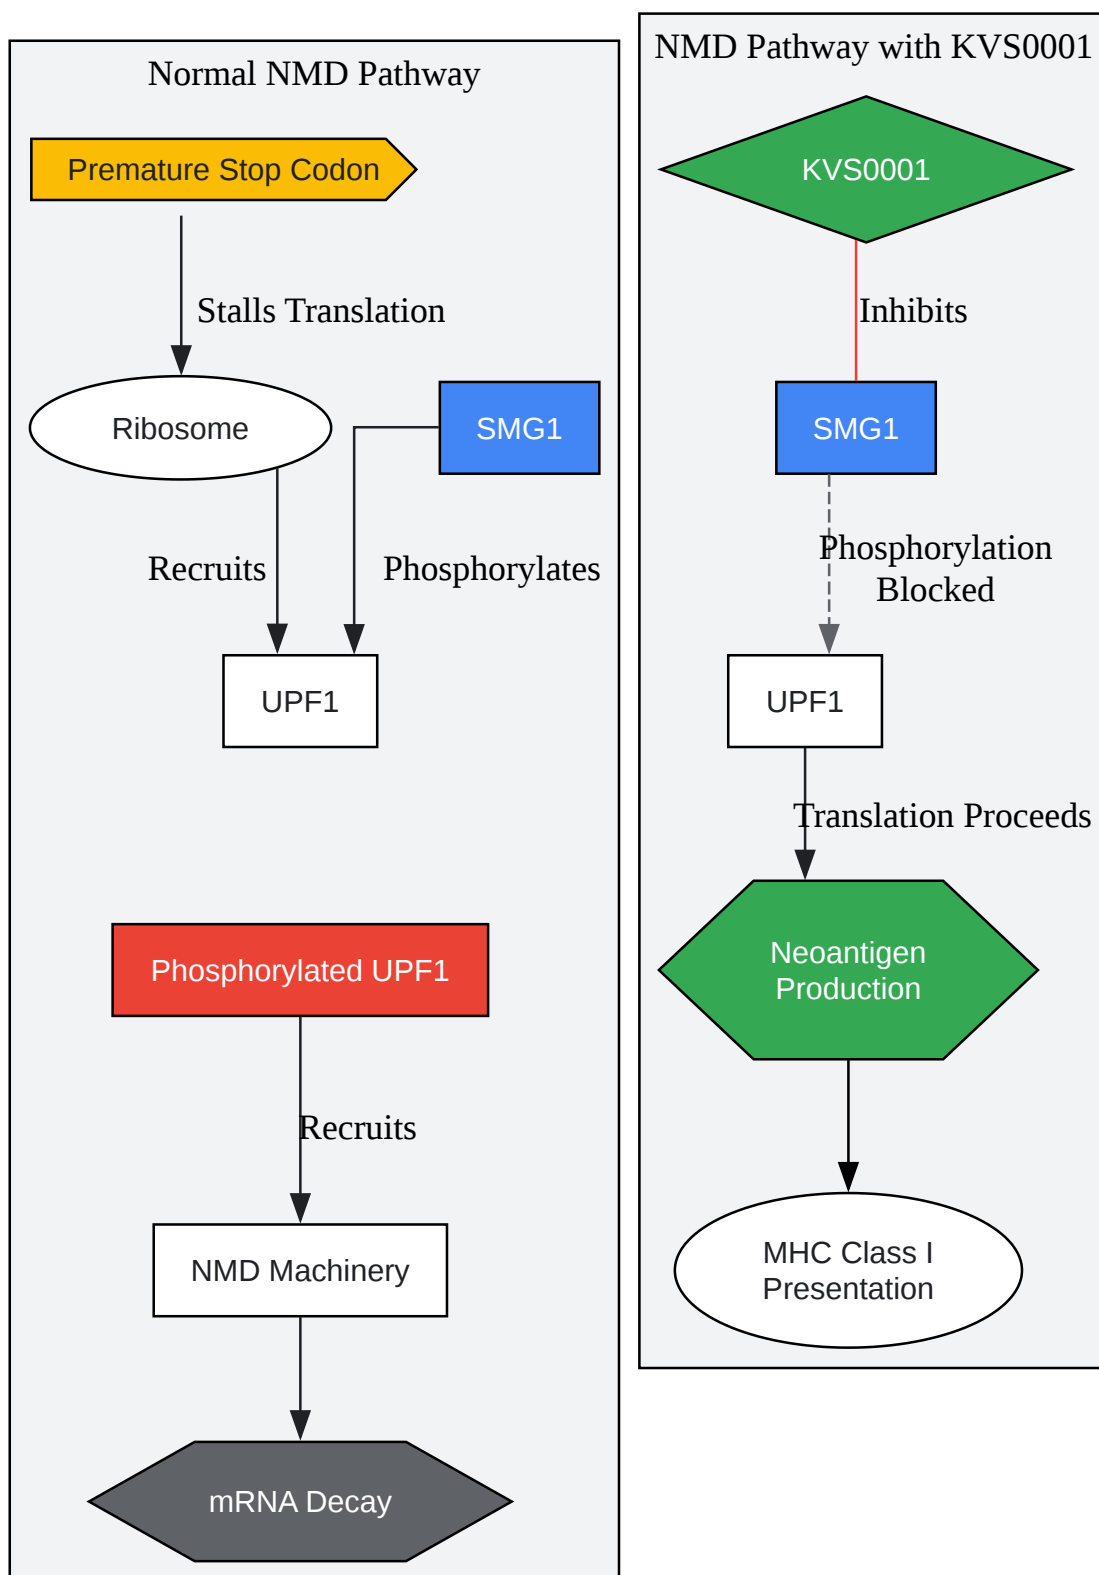 Normal NMD Pathway
Premature Stop Codon
Stalls Translation
Ribosome
SMG1
Recruits
Phosphorylates
UPF1
Phosphorylated UPF1
Recruits
NMD Machinery
mRNA Decay
NMD Pathway with KVS0001
KVS0001
Inhibits
SMG1
Phosphorylation
Blocked
UPF1
Translation Proceeds
Neoantigen
Production
MHC Class I
Presentation